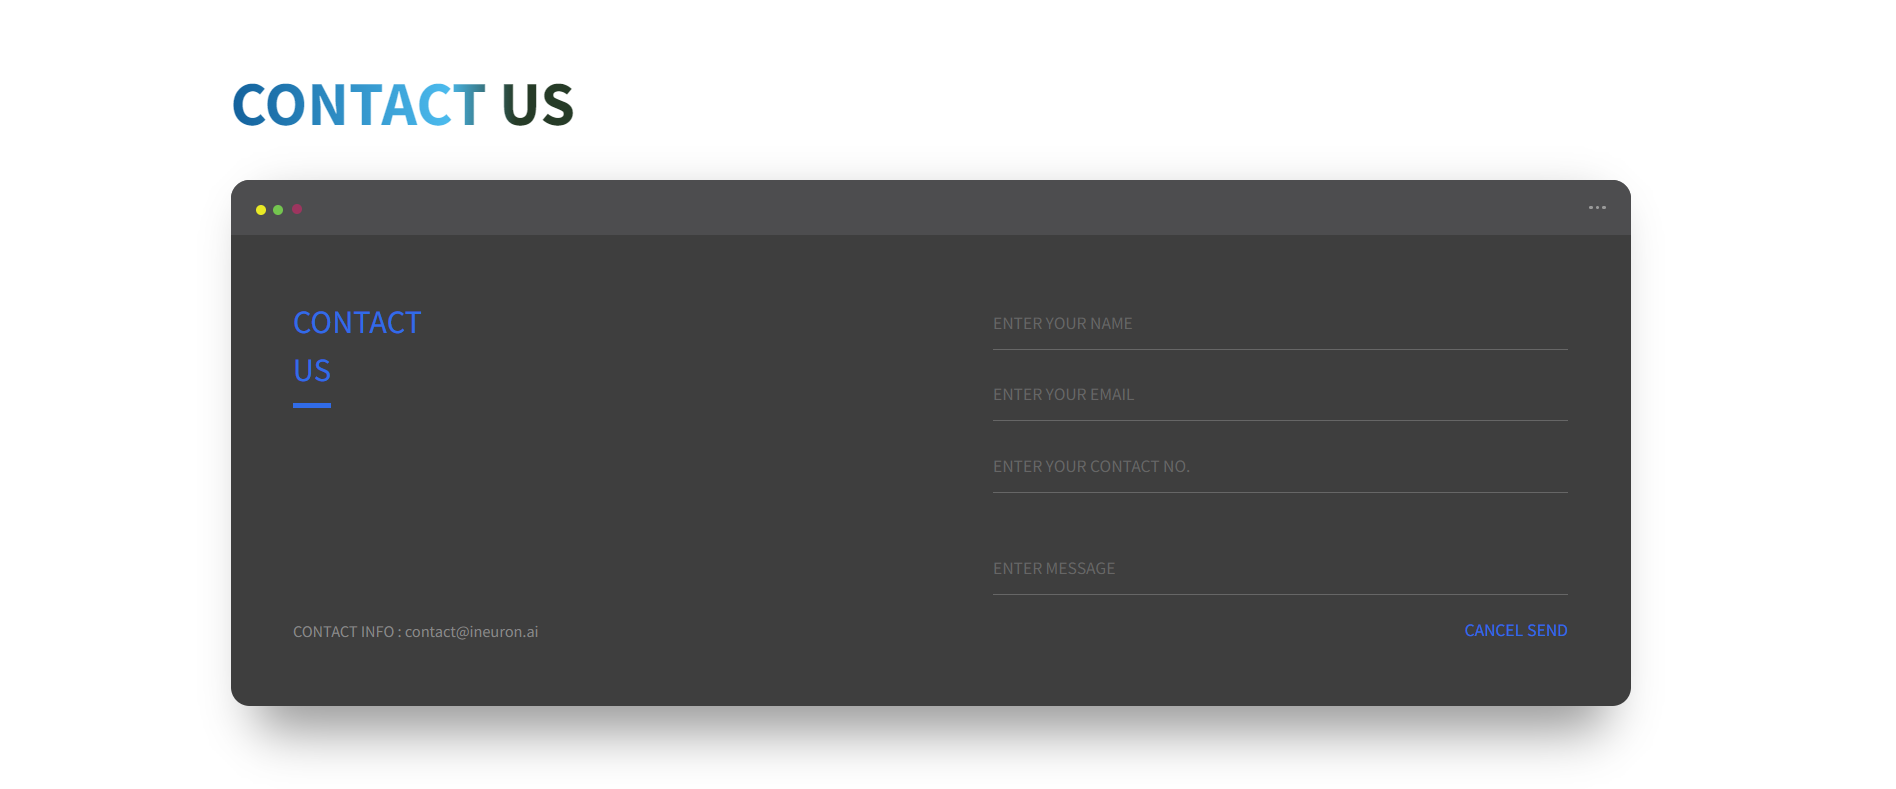 CONTACT US
CONTACT
US
CONTACT INFO : contact@ineuron.ai
ENTER YOUR NAME
ENTER YOUR EMAIL
ENTER YOUR CONTACT NO.
ENTER MESSAGE
CANCEL SEND